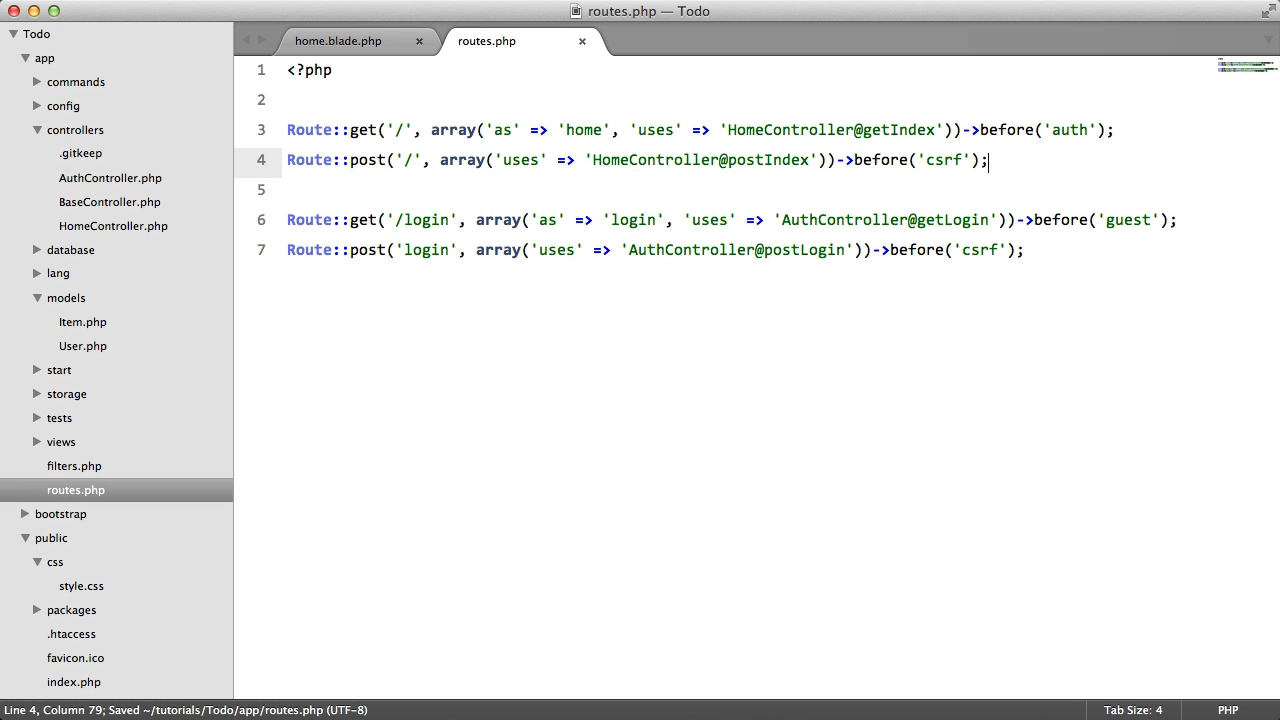 routes.php — Todo
Todo
app
commands
config
controllers
.gitkeep
AuthController.php
BaseController.php
HomeController.php
database
lang
models
Item.php
User.php
start
storage
tests
views
filters.php
routes.php
bootstrap
public
css
style.css
packages
.htaccess
favicon.ico
index.php
home.blade.php ×
routes.php ×
1 <?php
2
3 Route::get('/', array('as' => 'home', 'uses' => 'HomeController@getIndex'))->before('auth');
4 Route::post('/', array('uses' => 'HomeController@postIndex'))->before('csrf');
5
6 Route::get('/login', array('as' => 'login', 'uses' => 'AuthController@getLogin'))->before('guest');
7 Route::post('login', array('uses' => 'AuthController@postLogin'))->before('csrf');
Line 4, Column 79; Saved ~/tutorials/Todo/app/routes.php (UTF-8)
Tab Size: 4
PHP